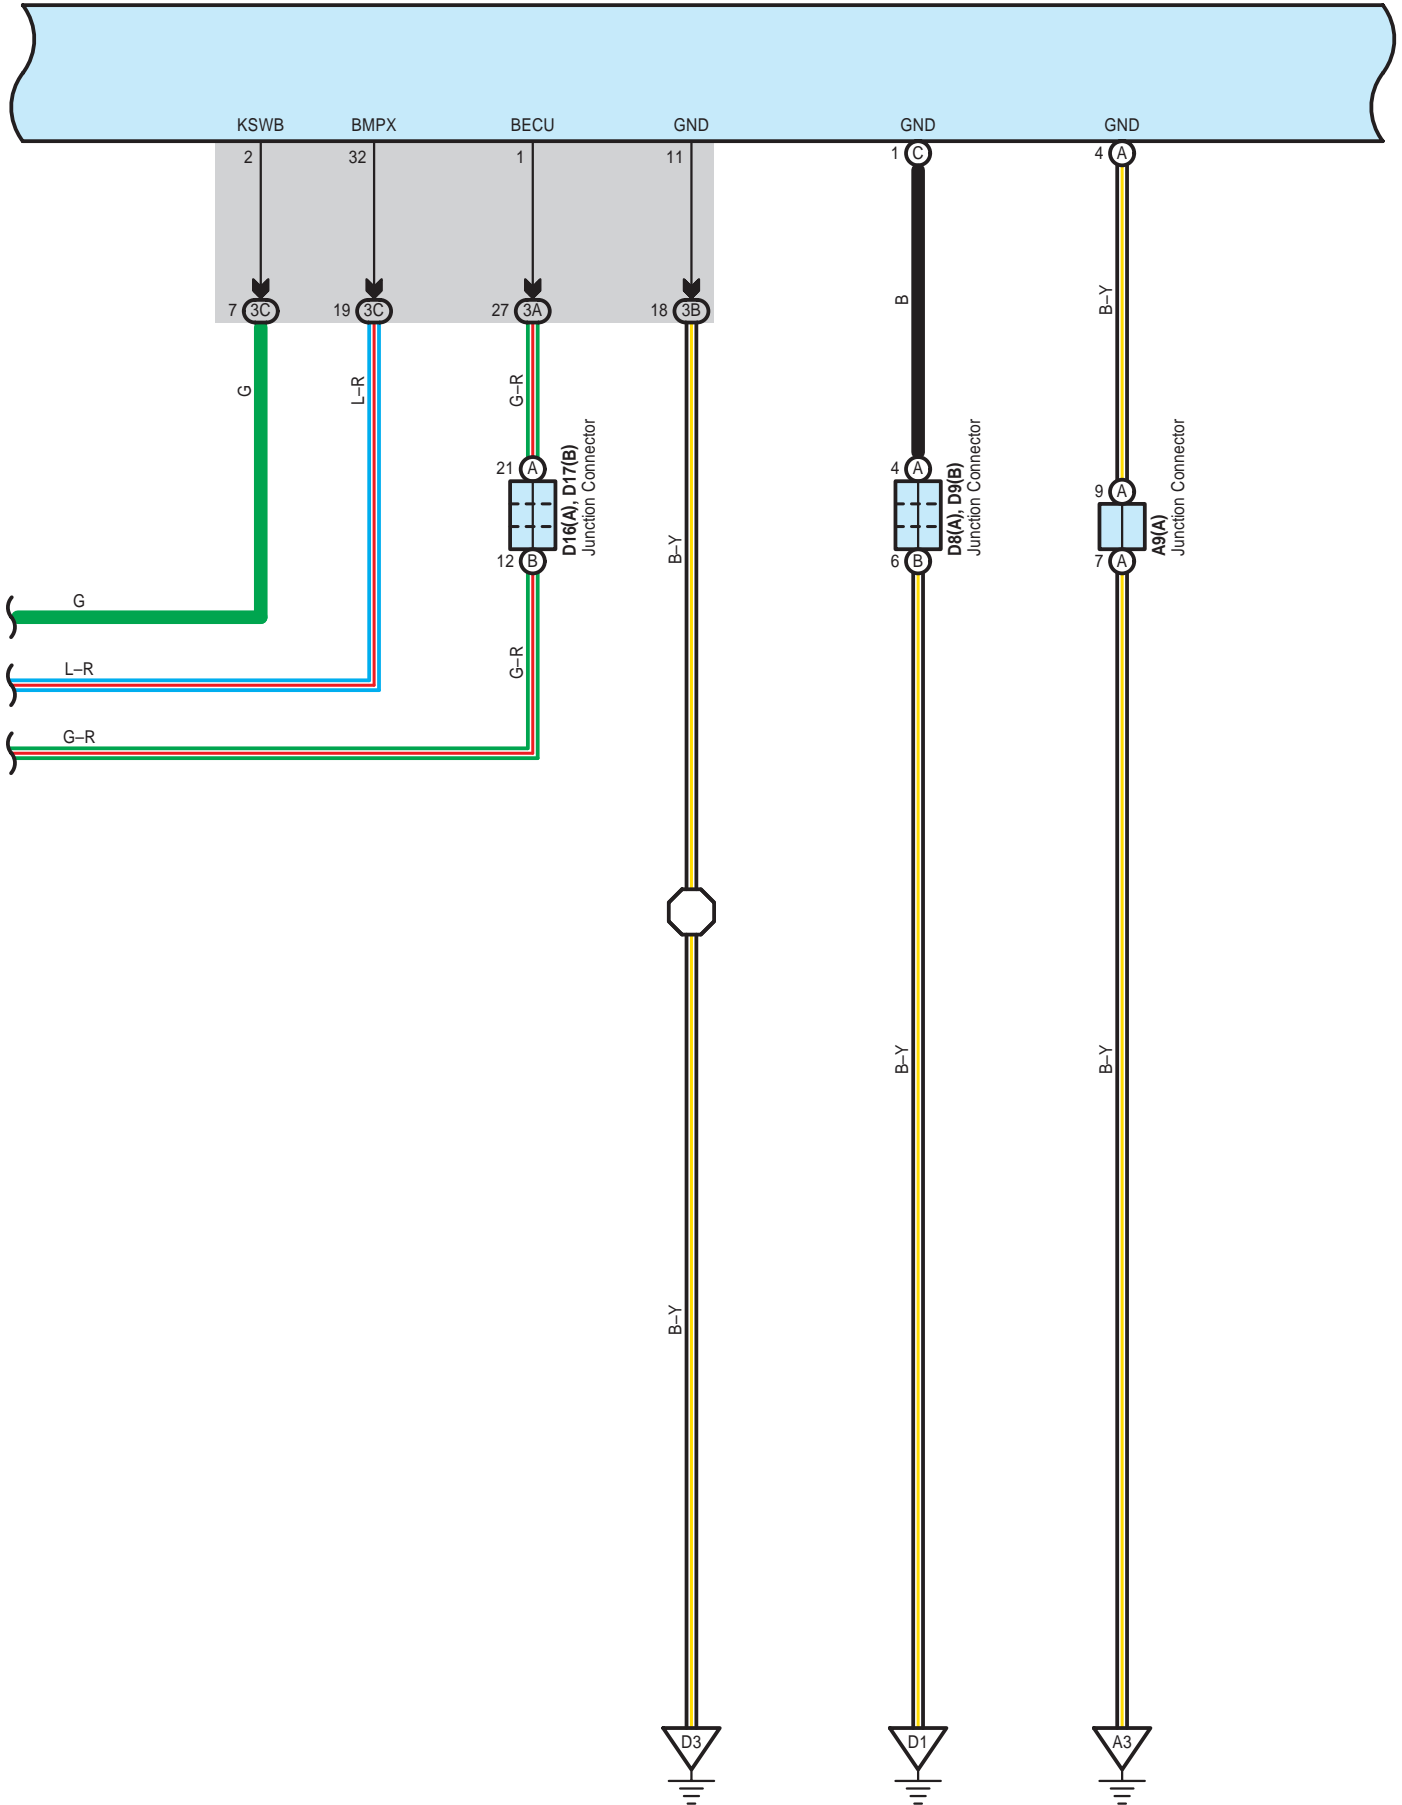 KSWB BMPX BECU GND GND GND
2 32 1 11 1 C 4 A
7 3C 19 3C 27 3A 18 3B
B B–Y
G L–R G–R
21 A 4 A
9 A
D16(A), D17(B)
Junction Connector
D8(A), D9(B)
Junction Connector
A9(A)
Junction Connector
B–Y
12 B 6 B 7 A
G
L–R G–R
G–R
B–Y B–Y
B–Y
D3 D1 A3